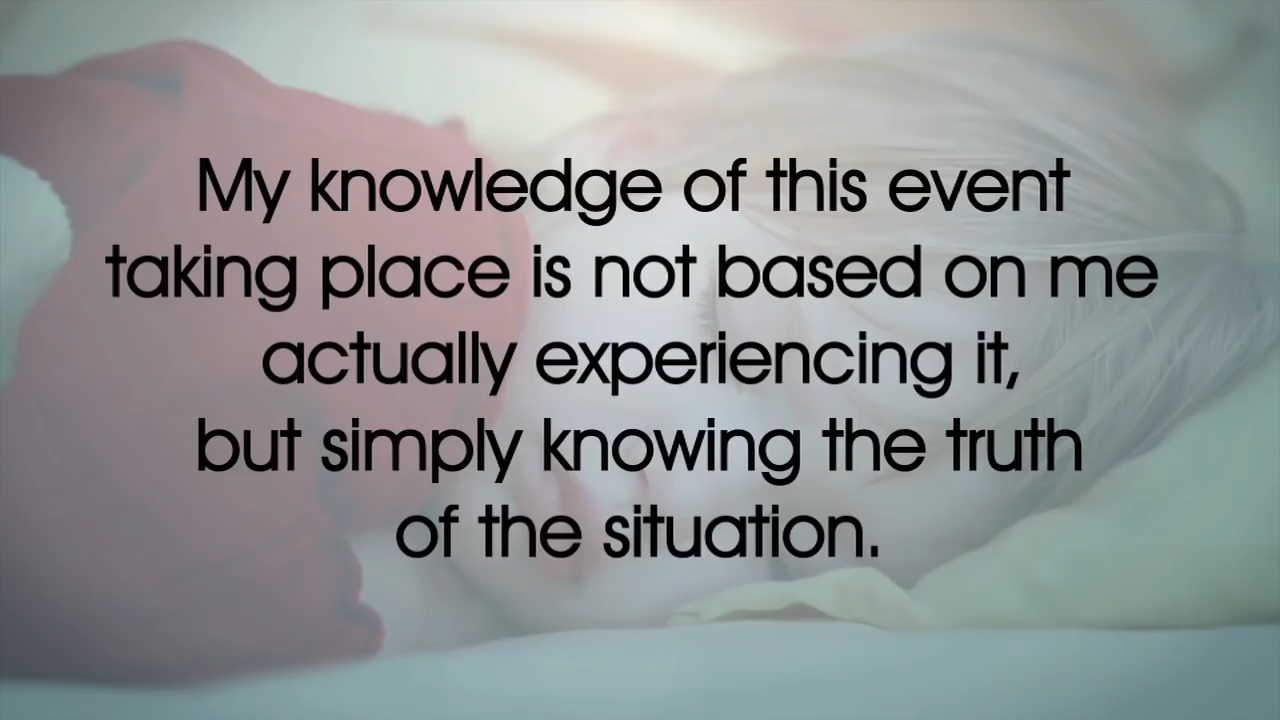 My knowledge of this event
taking place is not based on me
actually experiencing it,
but simply knowing the truth
of the situation.